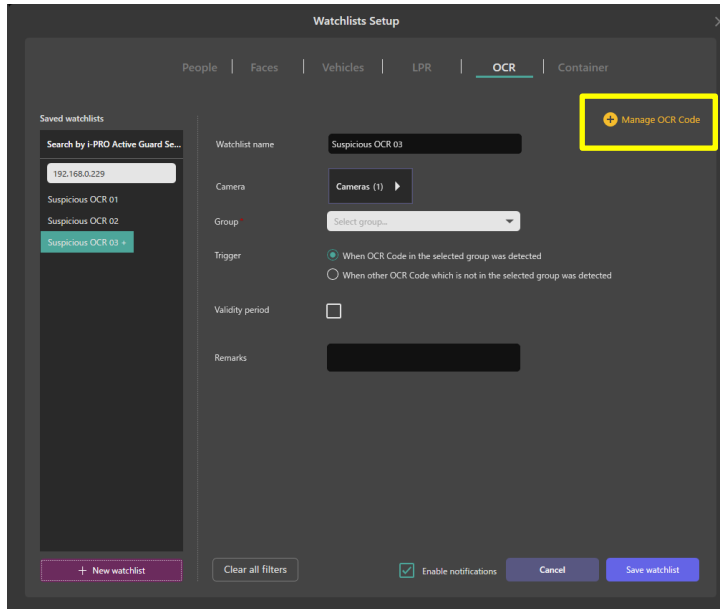 Watchlists Setup
People Faces Vehicles LPR OCR Container
Saved watchlists
Manage OCR Code
Search by i-PRO Active Guard Se...
192.168.0.229
Suspicious OCR 01
Suspicious OCR 02
Suspicious OCR 03 +
Watchlist name Suspicious OCR 03
Camera Cameras (1)
Group Select group...
Trigger When OCR Code in the selected group was detected
When other OCR Code which is not in the selected group was detected
Validity period
Remarks
+ New watchlist Clear all filters Enable notifications Cancel Save watchlist